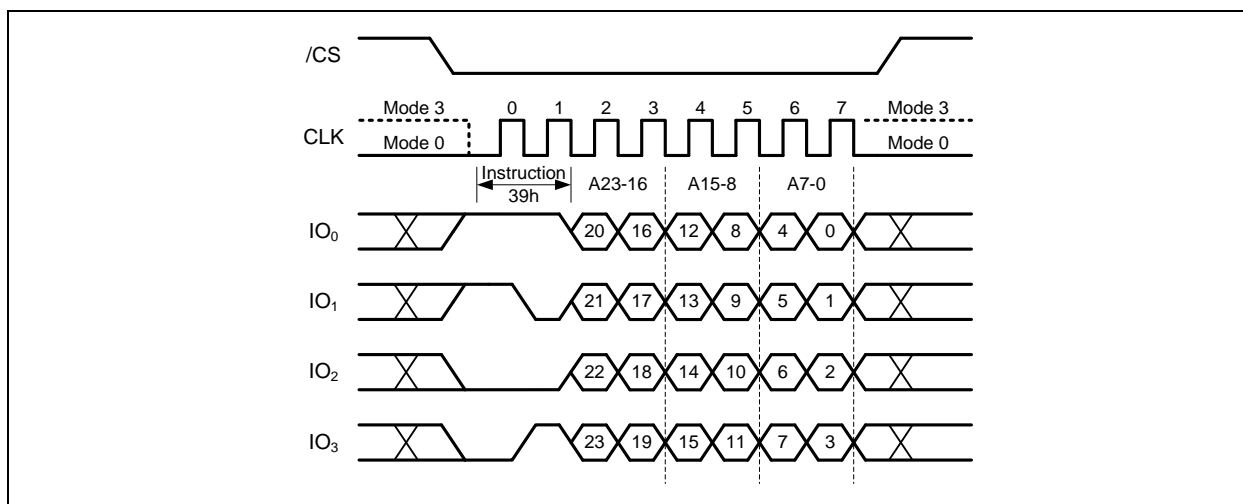 /CS
Mode 3 0 1 2 3 4 5 6 7 Mode 3
CLK
Mode 0 Mode 0
Instruction A23-16 A15-8 A7-0
39h
IO0 20 16 12 8 4 0
IO1 21 17 13 9 5 1
IO2 22 18 14 10 6 2
IO3 23 19 15 11 7 3